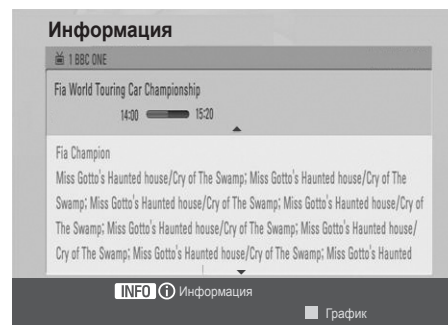 Информация
1 BBC ONE
Fia World Touring Car Championship
14:00 15:20
Fia Champion
Miss Gotto's Haunted house/Cry of The Swamp; Miss Gotto's Haunted house/Cry of The
Swamp; Miss Gotto's Haunted house/Cry of The Swamp; Miss Gotto's Haunted house/Cry of
The Swamp; Miss Gotto's Haunted house/Cry of The Swamp; Miss Gotto's Haunted house/
Cry of The Swamp; Miss Gotto's Haunted house/Cry of The Swamp; Miss Gotto's Haunted
INFO i Информация
График